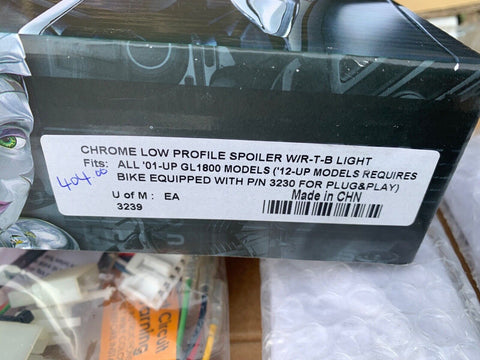 CHROME LOW PROFILE SPOILER W/R-T-B LIGHT
Fits: ALL '01-UP GL1800 MODELS ('12-UP MODELS REQUIRES
BIKE EQUIPPED WITH P/N 3230 FOR PLUG&PLAY)
404.00
U of M : EA
Made in CHN
3239
Circuit